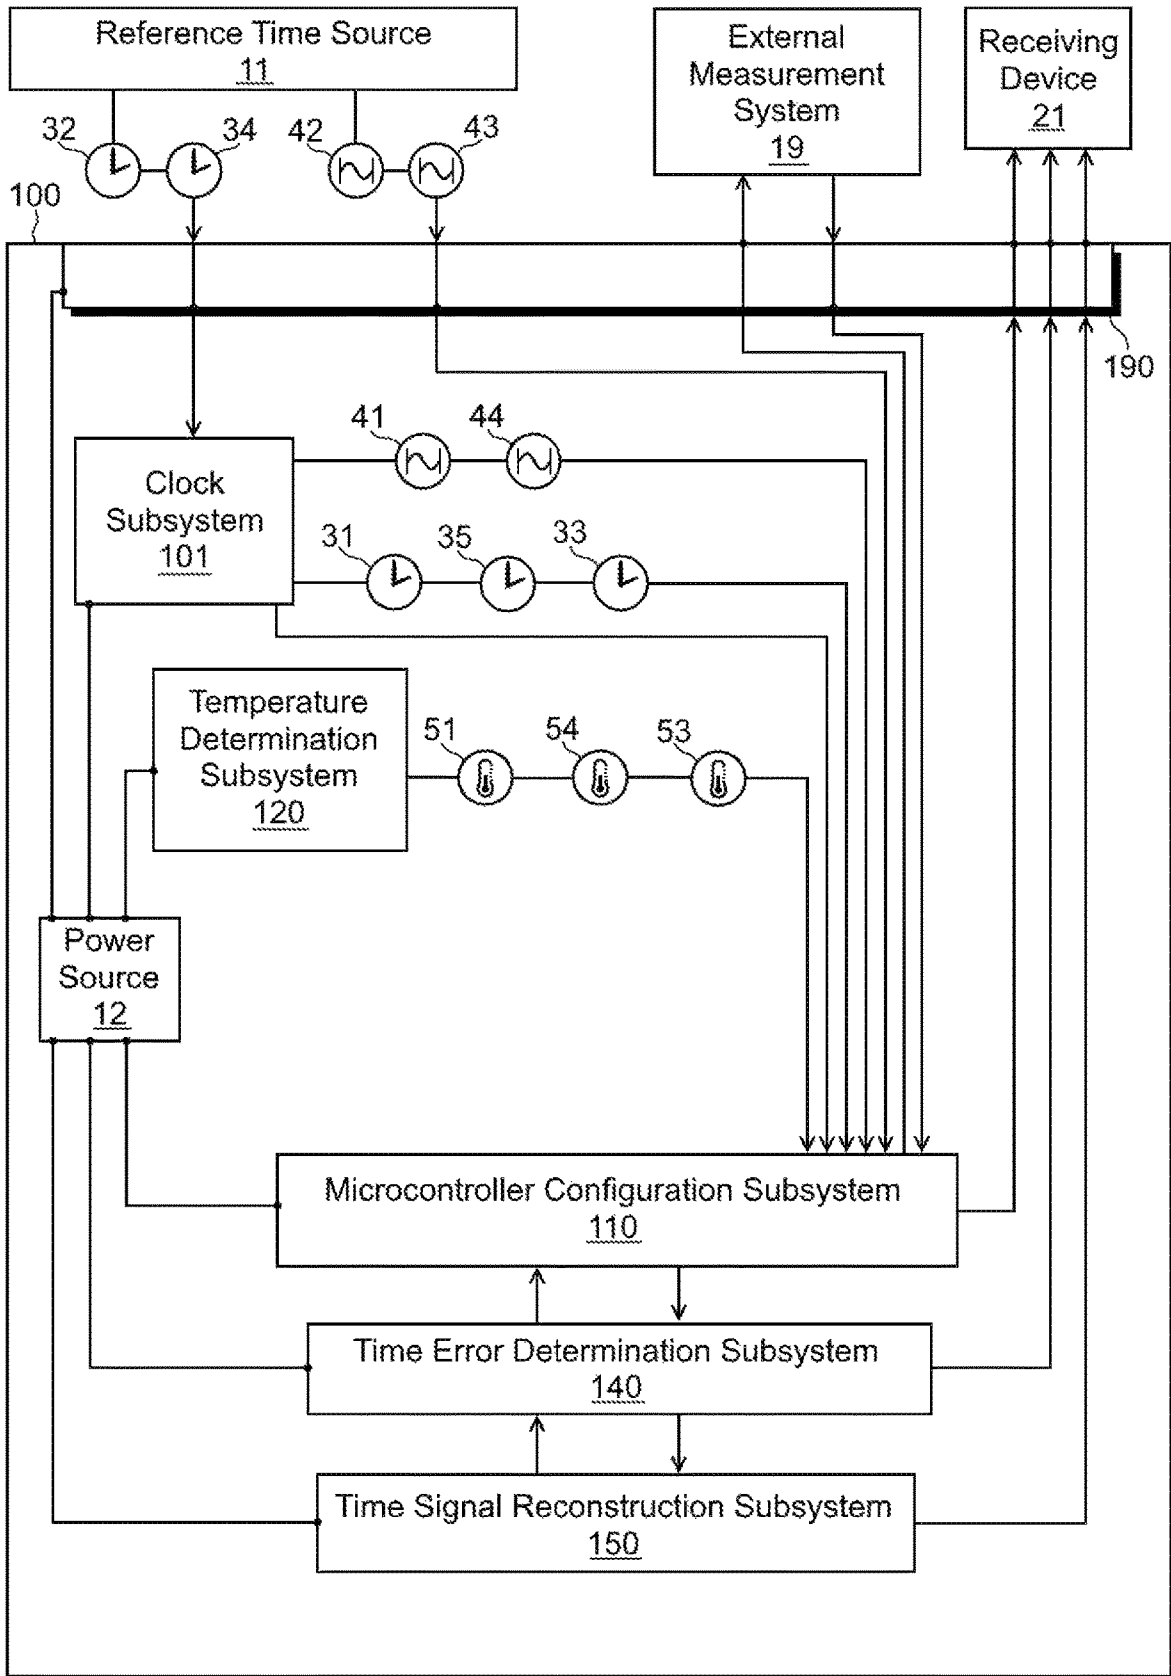 Reference Time Source
11
External
Measurement
System
19
Receiving
Device
21
32
34
42
43
100
190
41
44
Clock
Subsystem
101
31
35
33
Temperature
Determination
Subsystem
120
51
54
53
Power
Source
12
Microcontroller Configuration Subsystem
110
Time Error Determination Subsystem
140
Time Signal Reconstruction Subsystem
150